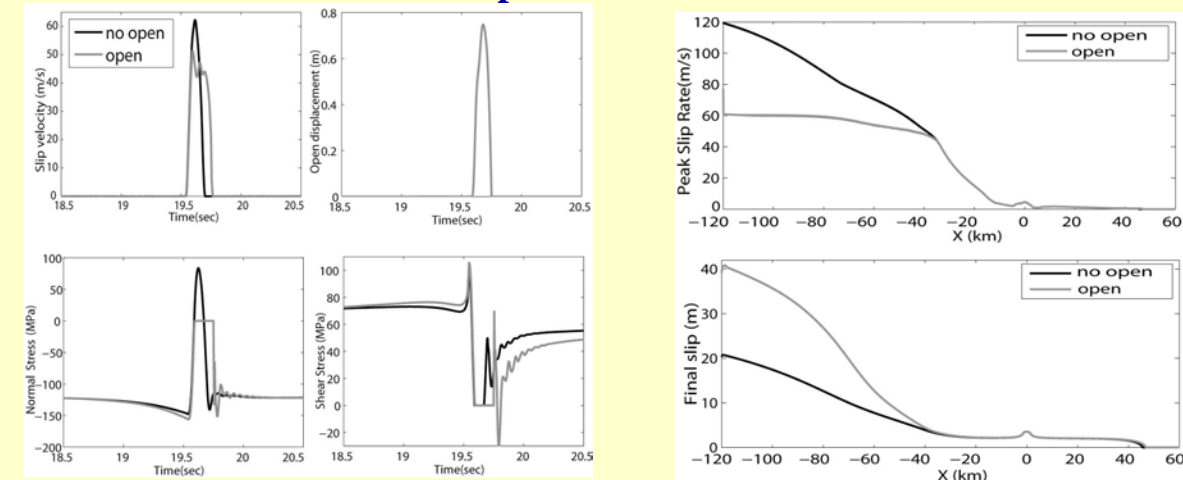 Slip velocity (m/s)
60
50
40
30
20
10
0
no open
open
18.5 19 19.5 20 20.5
Time(sec)
Open displacement (m)
0.8
0.6
0.4
0.2
0
18.5 19 19.5 20 20.5
Time(sec)
Normal Stress (MPa)
100
50
0
−50
−100
−150
−200
18.5 19 19.5 20 20.5
Time(sec)
Shear Stress (MPa)
100
80
60
40
20
0
−20
18.5 19 19.5 20 20.5
Time(sec)
Peak Slip Rate(m/s)
120
100
80
60
40
20
0
no open
open
−120 −100 −80 −60 −40 −20 0 20 40 60
X (km)
Final slip (m)
40
30
20
10
0
no open
open
−120 −100 −80 −60 −40 −20 0 20 40 60
X (km)